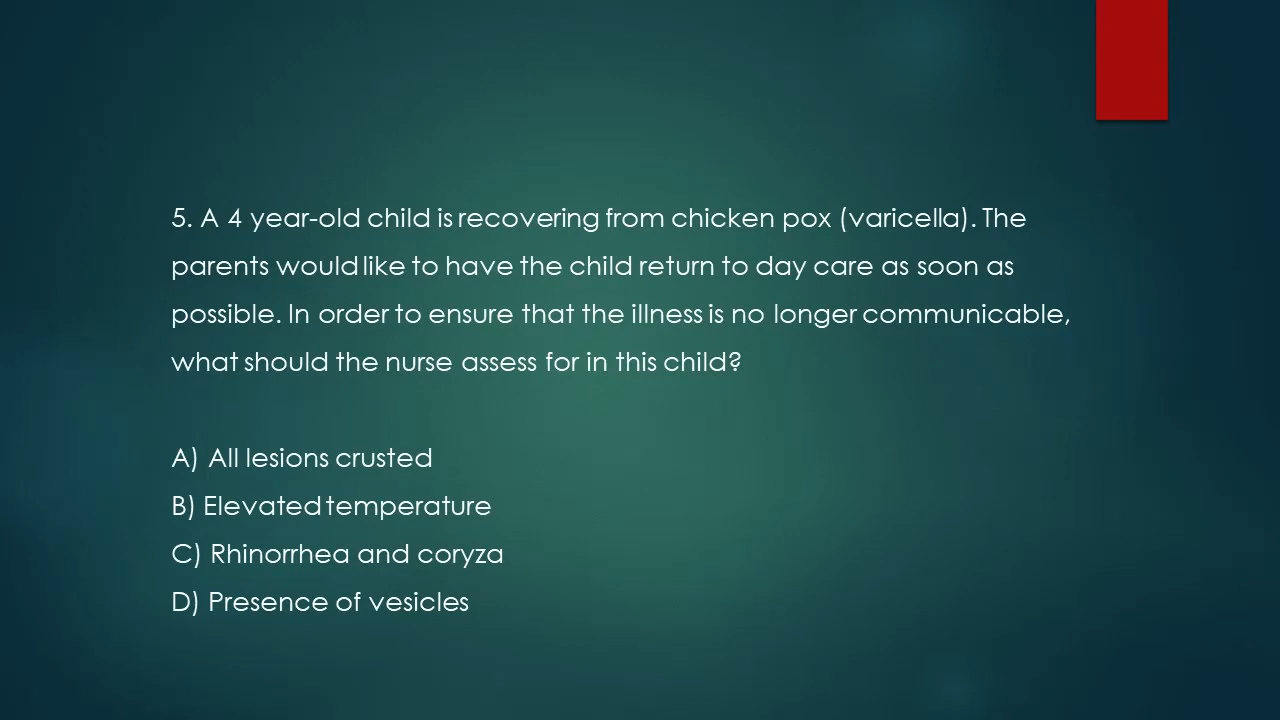 5. A 4 year-old child is recovering from chicken pox (varicella). The
parents would like to have the child return to day care as soon as
possible. In order to ensure that the illness is no longer communicable,
what should the nurse assess for in this child?
A) All lesions crusted
B) Elevated temperature
C) Rhinorrhea and coryza
D) Presence of vesicles